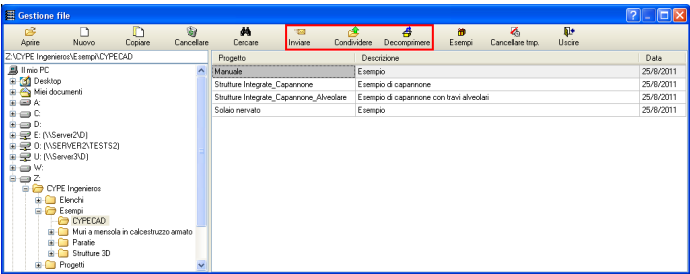 Gestione file
Aprire Nuovo Copiare Cancellare Cercare Inviare Condividere Decomprimere Esempi Cancellare tmp. Uscire
Z:\CYPE Ingenieros\Esempi\CYPECAD
Progetto Descrizione Data
Manuale Esempio 25/8/2011
Strutture Integrate_Capannone Esempio di capannone 25/8/2011
Strutture Integrate_Capannone_Alveolare Esempio di capannone con travi alveolari 25/8/2011
Solaio nervato Esempio 25/8/2011
Il mio PC
Desktop
Miei documenti
A:
C:
D:
E: (\\Server2\D)
O: (\\SERVER2\TESTS2)
U: (\\Server3\D)
W:
Z:
CYPE Ingenieros
Elenchi
Esempi
CYPECAD
Muri a mensola in calcestruzzo armato
Paratie
Strutture 3D
Progetti